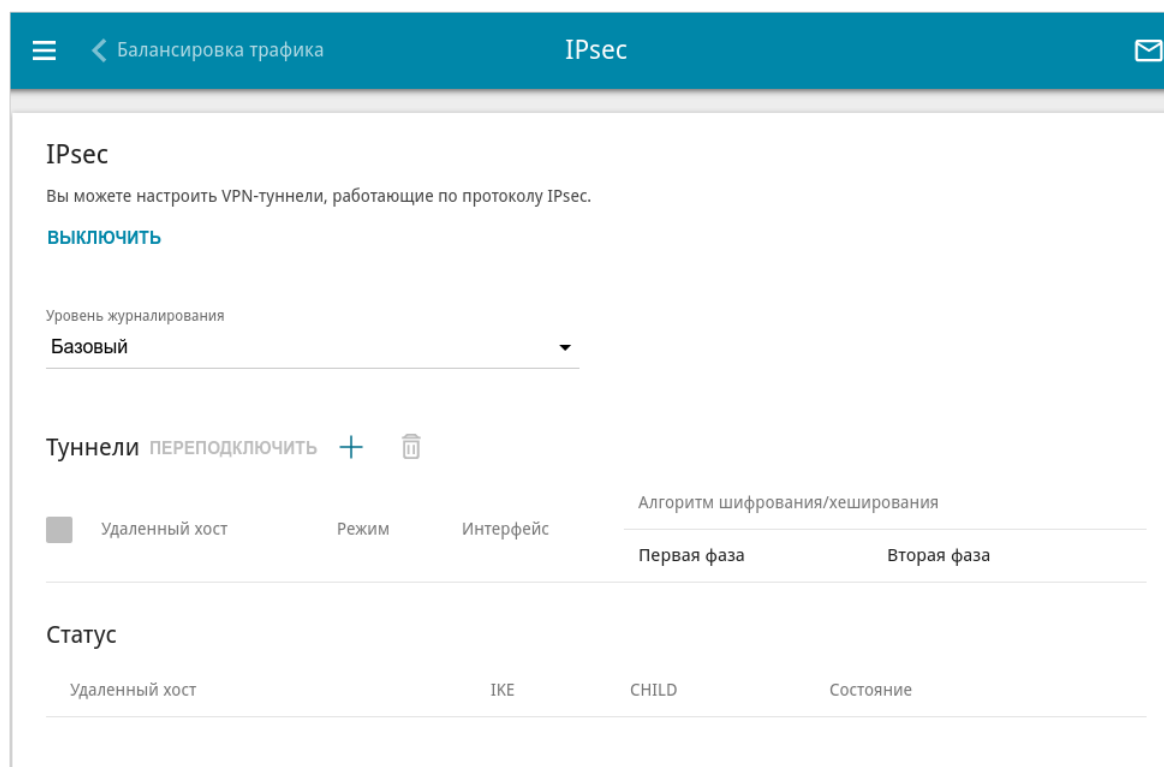 Балансировка трафика
IPsec
IPsec
Вы можете настроить VPN-туннели, работающие по протоколу IPsec.
ВЫКЛЮЧИТЬ
Уровень журналирования
Базовый
Туннели ПЕРЕПОДКЛЮЧИТЬ
Алгоритм шифрования/хеширования
Удаленный хост Режим Интерфейс
Первая фаза Вторая фаза
Статус
Удаленный хост IKE CHILD Состояние